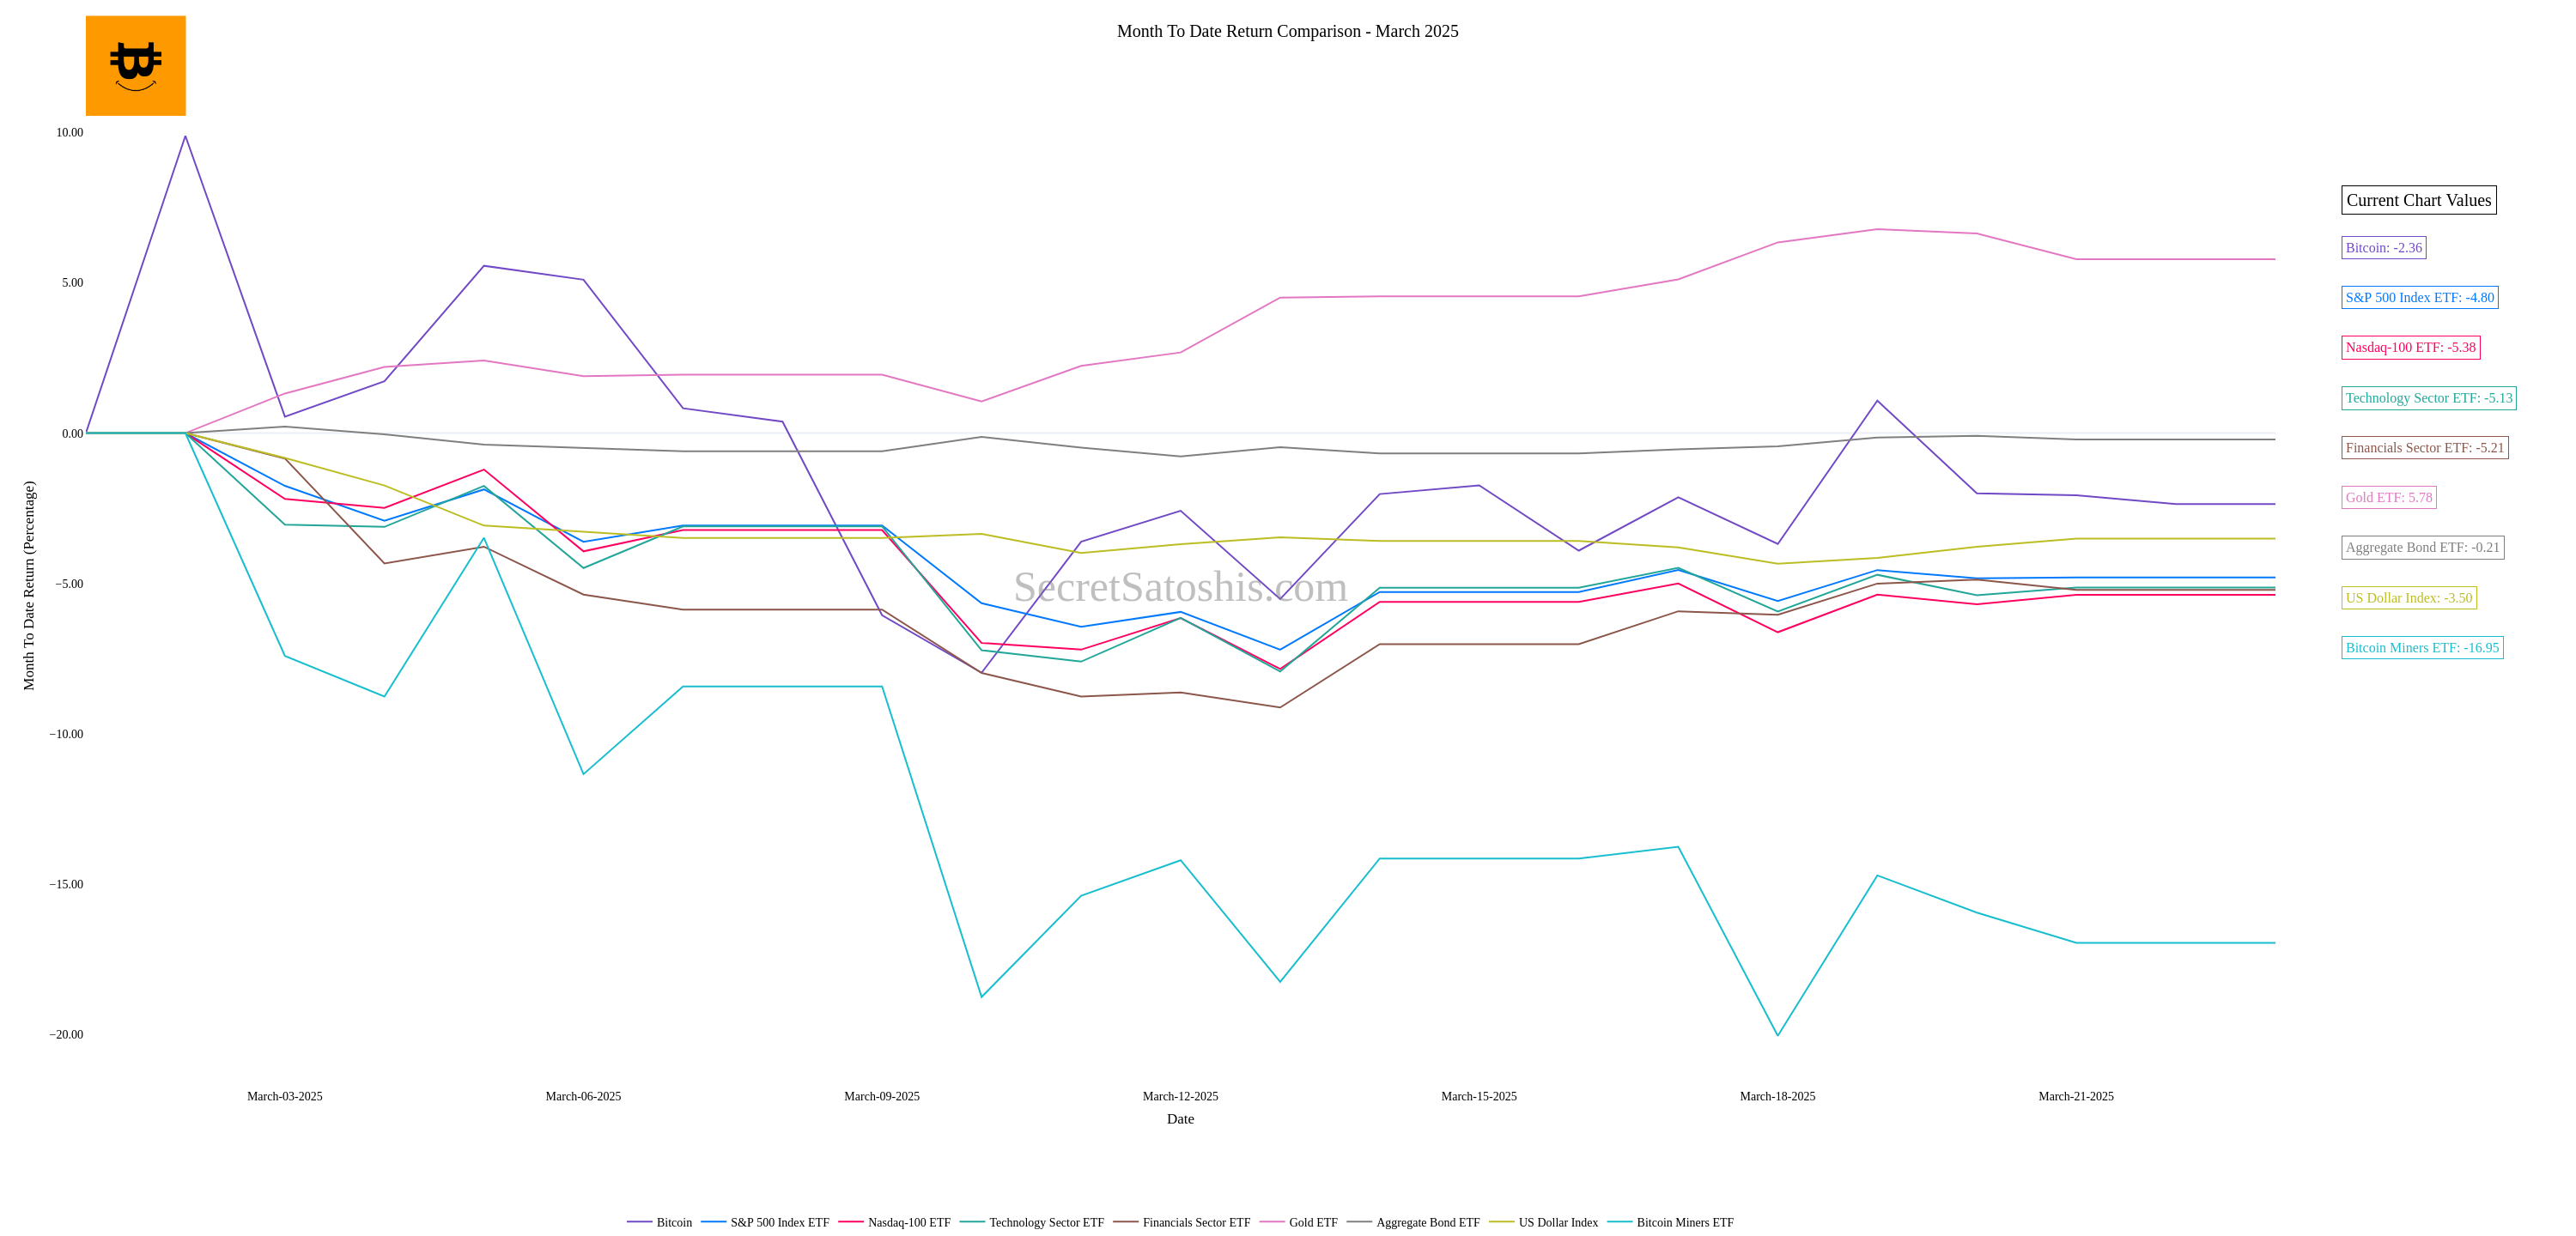 Month To Date Return Comparison - March 2025
10.00
5.00
0.00
−5.00
−10.00
−15.00
−20.00
Month To Date Return (Percentage)
SecretSatoshis.com
Current Chart Values
Bitcoin: -2.36
S&P 500 Index ETF: -4.80
Nasdaq-100 ETF: -5.38
Technology Sector ETF: -5.13
Financials Sector ETF: -5.21
Gold ETF: 5.78
Aggregate Bond ETF: -0.21
US Dollar Index: -3.50
Bitcoin Miners ETF: -16.95
March-03-2025 March-06-2025 March-09-2025 March-12-2025 March-15-2025 March-18-2025 March-21-2025
Date
Bitcoin S&P 500 Index ETF Nasdaq-100 ETF Technology Sector ETF Financials Sector ETF Gold ETF Aggregate Bond ETF US Dollar Index Bitcoin Miners ETF